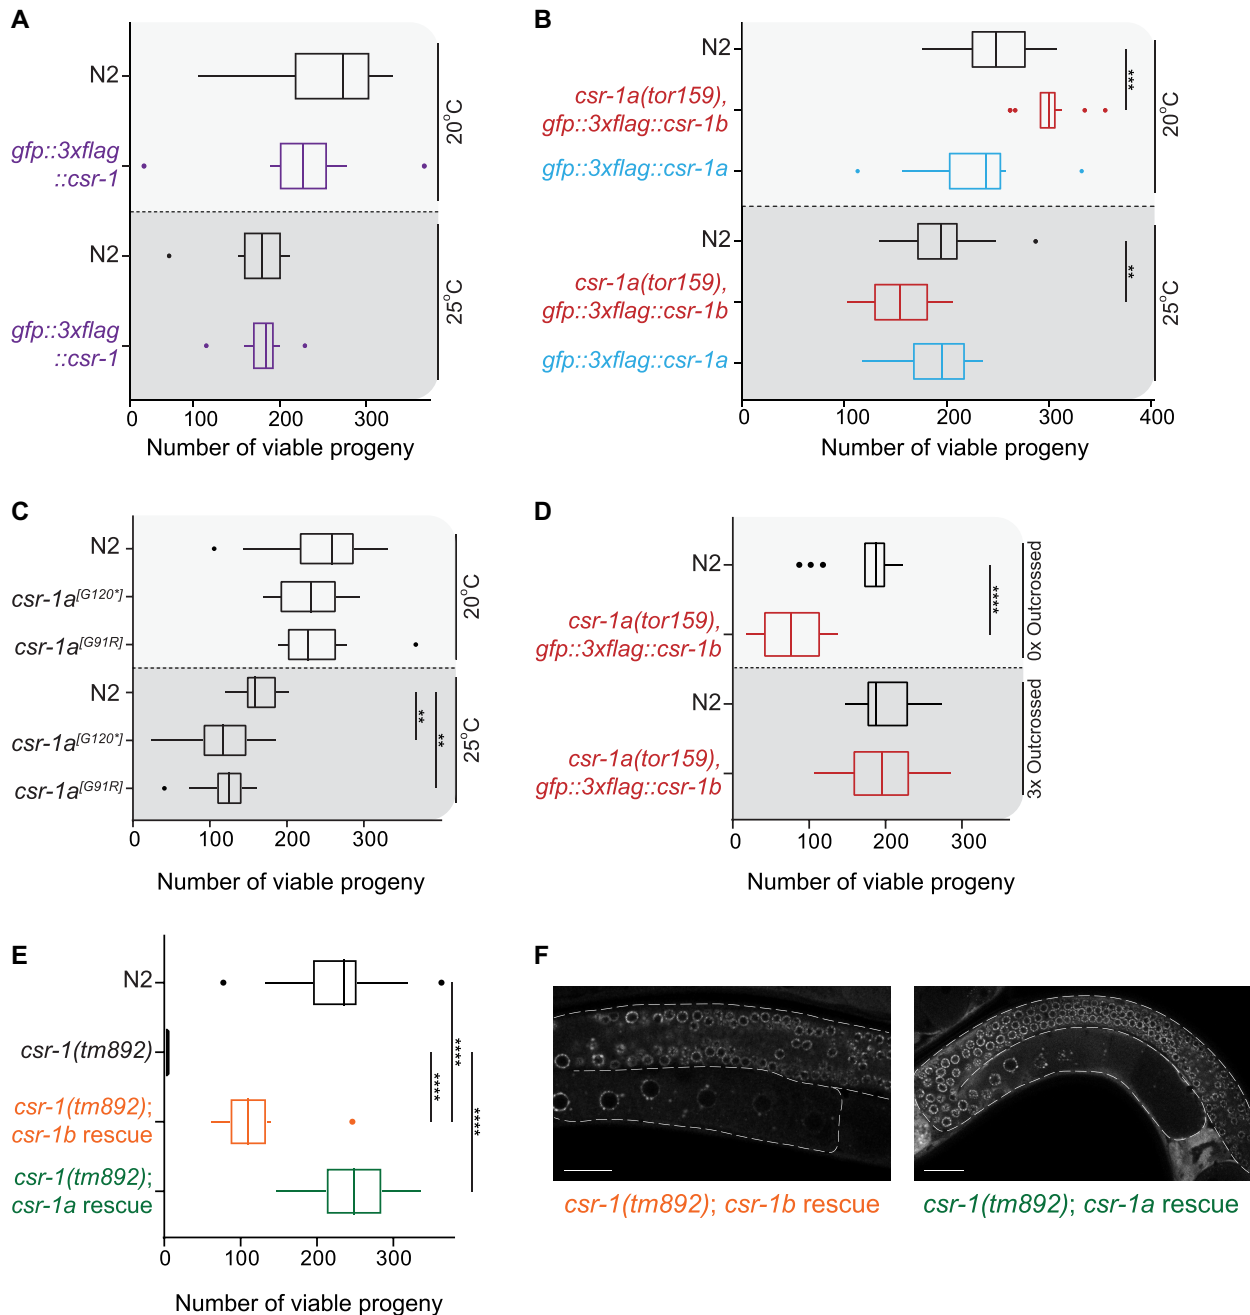 A
N2
gfp::3xflag
::csr-1
20°C
N2
gfp::3xflag
::csr-1
25°C
0 100 200 300
Number of viable progeny
B
N2
csr-1a(tor159),
gfp::3xflag::csr-1b
gfp::3xflag::csr-1a
***
20°C
N2
csr-1a(tor159),
gfp::3xflag::csr-1b
gfp::3xflag::csr-1a
**
25°C
0 100 200 300 400
Number of viable progeny
C
N2
csr-1a[G120*]
csr-1a[G91R]
20°C
N2
csr-1a[G120*]
csr-1a[G91R]
**
**
25°C
0 100 200 300
Number of viable progeny
D
N2
csr-1a(tor159),
gfp::3xflag::csr-1b
****
0x Outcrossed
N2
csr-1a(tor159),
gfp::3xflag::csr-1b
3x Outcrossed
0 100 200 300
Number of viable progeny
E
N2
csr-1(tm892)
csr-1(tm892);
csr-1b rescue
csr-1(tm892);
csr-1a rescue
****
****
****
0 100 200 300
Number of viable progeny
F
csr-1(tm892); csr-1b rescue
csr-1(tm892); csr-1a rescue